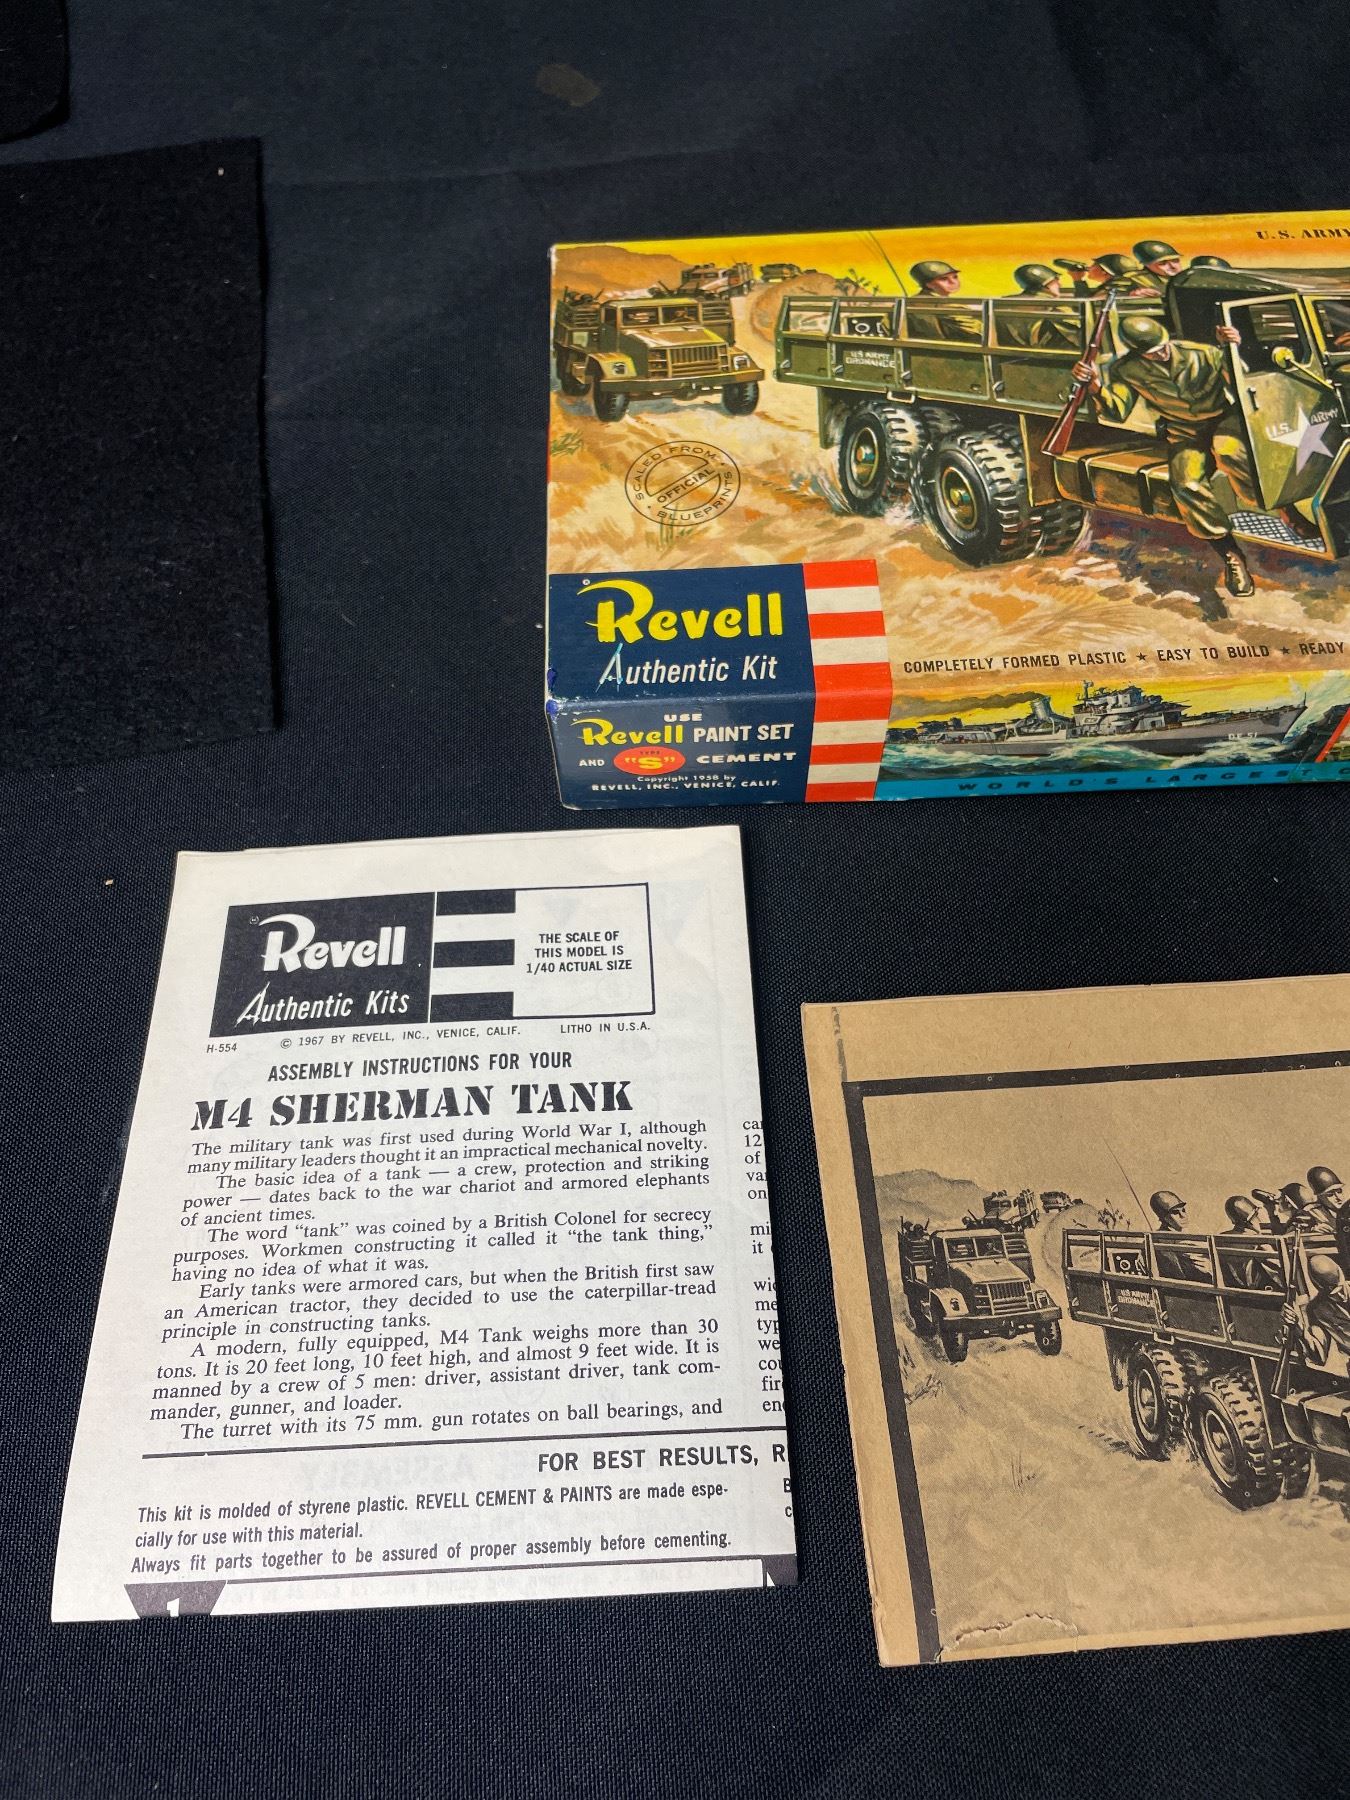 U.S. ARMY
US ARMY
ORDNANCE
U.S. ARMY
SCALED FROM
OFFICIAL
BLUEPRINTS
Revell
Authentic Kit
COMPLETELY FORMED PLASTIC ★ EASY TO BUILD ★ READY
USE
Revell PAINT SET
AND TYPE "S" CEMENT
Copyright 1958 by
REVELL, INC., VENICE, CALIF.
DE 51
WORLD'S LARGEST
Revell
Authentic Kits
THE SCALE OF
THIS MODEL IS
1/40 ACTUAL SIZE
H-554 © 1967 BY REVELL, INC., VENICE, CALIF. LITHO IN U.S.A.
ASSEMBLY INSTRUCTIONS FOR YOUR
M4 SHERMAN TANK
The military tank was first used during World War I, although
many military leaders thought it an impractical mechanical novelty.
The basic idea of a tank — a crew, protection and striking
power — dates back to the war chariot and armored elephants
of ancient times.
The word "tank" was coined by a British Colonel for secrecy
purposes. Workmen constructing it called it "the tank thing,"
having no idea of what it was.
Early tanks were armored cars, but when the British first saw
an American tractor, they decided to use the caterpillar-tread
principle in constructing tanks.
A modern, fully equipped, M4 Tank weighs more than 30
tons. It is 20 feet long, 10 feet high, and almost 9 feet wide. It is
manned by a crew of 5 men: driver, assistant driver, tank com-
mander, gunner, and loader.
The turret with its 75 mm. gun rotates on ball bearings, and
12
of
on
it
FOR BEST RESULTS, R
This kit is molded of styrene plastic. REVELL CEMENT & PAINTS are made espe-
cially for use with this material.
Always fit parts together to be assured of proper assembly before cementing.
1
US ARMY
ORDNANCE